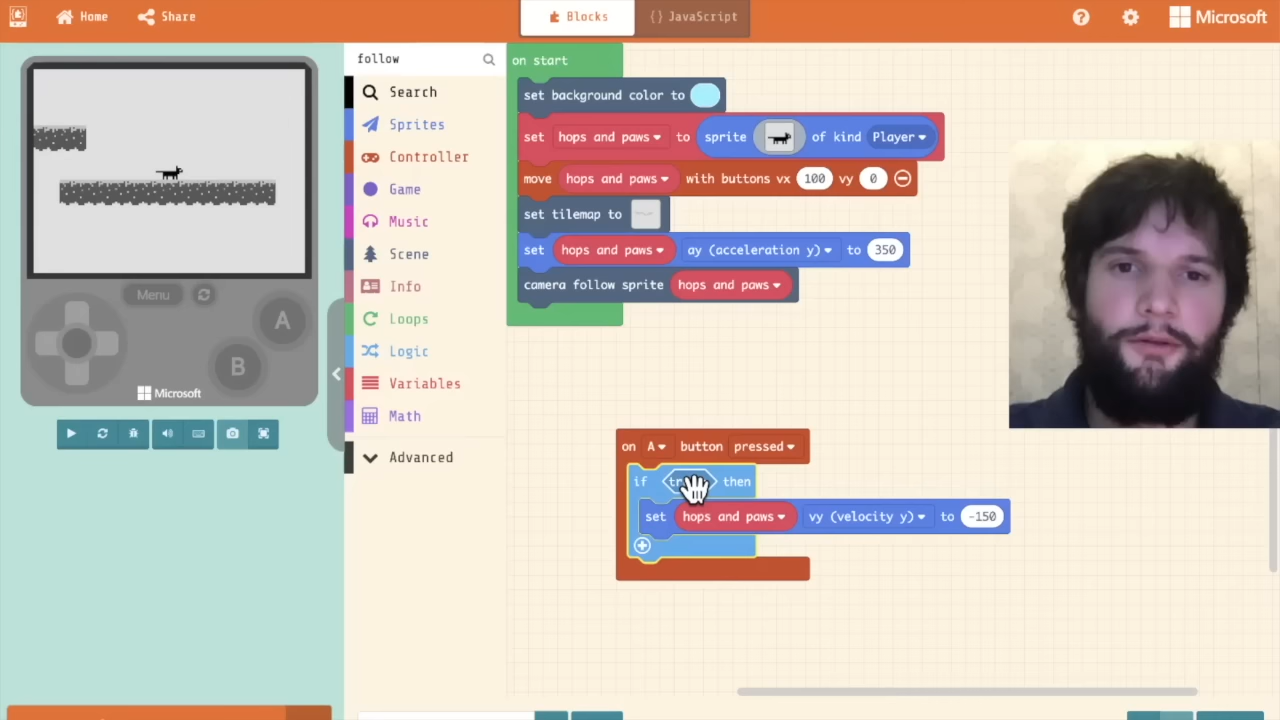 Home
Share
Blocks
{} JavaScript
Microsoft
follow
Search
Sprites
Controller
Game
Music
Scene
Info
Loops
Logic
Variables
Math
Advanced
Menu
A
B
Microsoft
on start
set background color to
set hops and paws to sprite of kind Player
move hops and paws with buttons vx 100 vy 0
set tilemap to
set hops and paws ay (acceleration y) to 350
camera follow sprite hops and paws
on A button pressed
if then
set hops and paws vy (velocity y) to -150